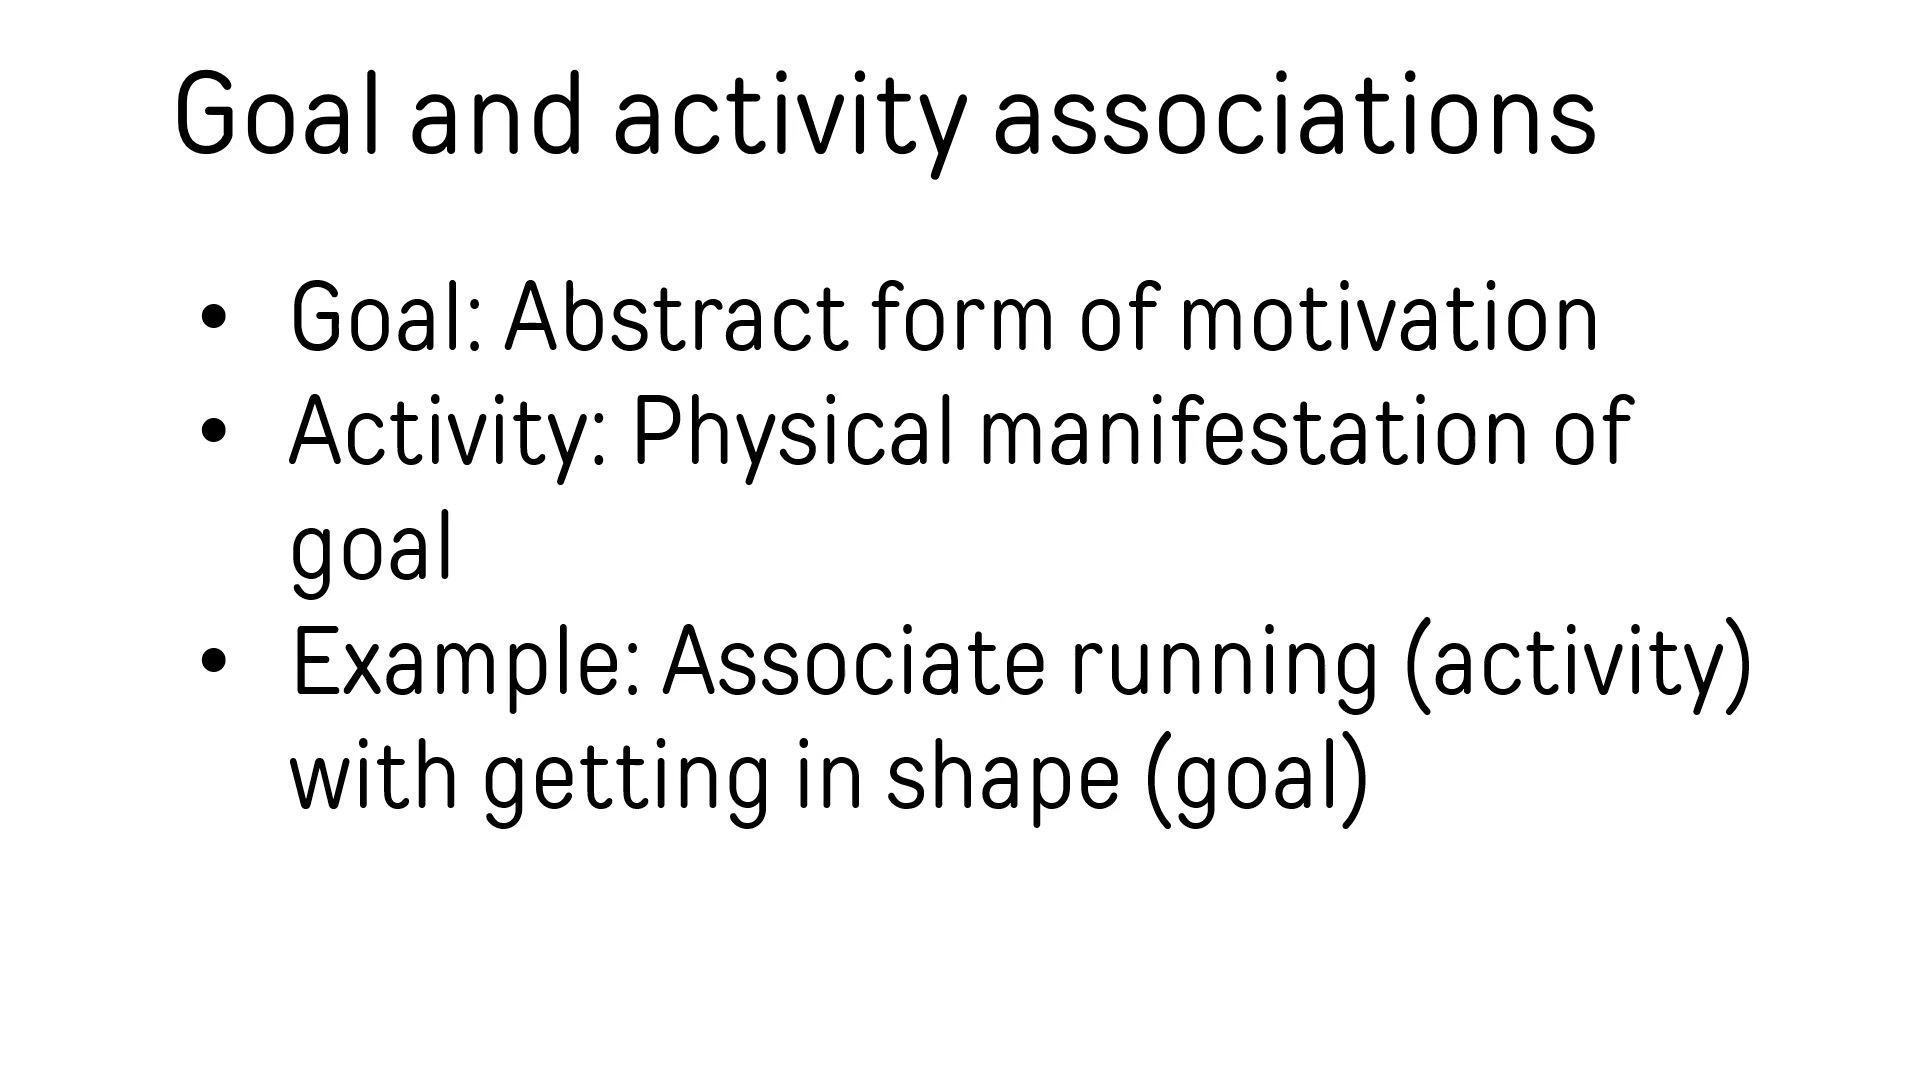 Goal and activity associations
• Goal: Abstract form of motivation
• Activity: Physical manifestation of
goal
• Example: Associate running (activity)
with getting in shape (goal)